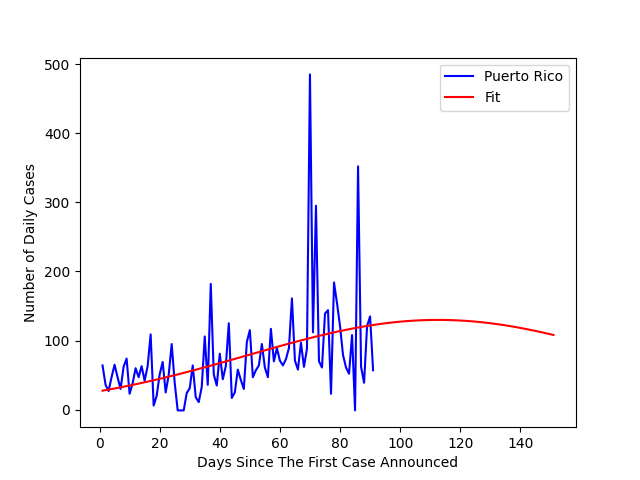 Puerto Rico
Fit
Number of Daily Cases
500
400
300
200
100
0
0 20 40 60 80 100 120 140
Days Since The First Case Announced